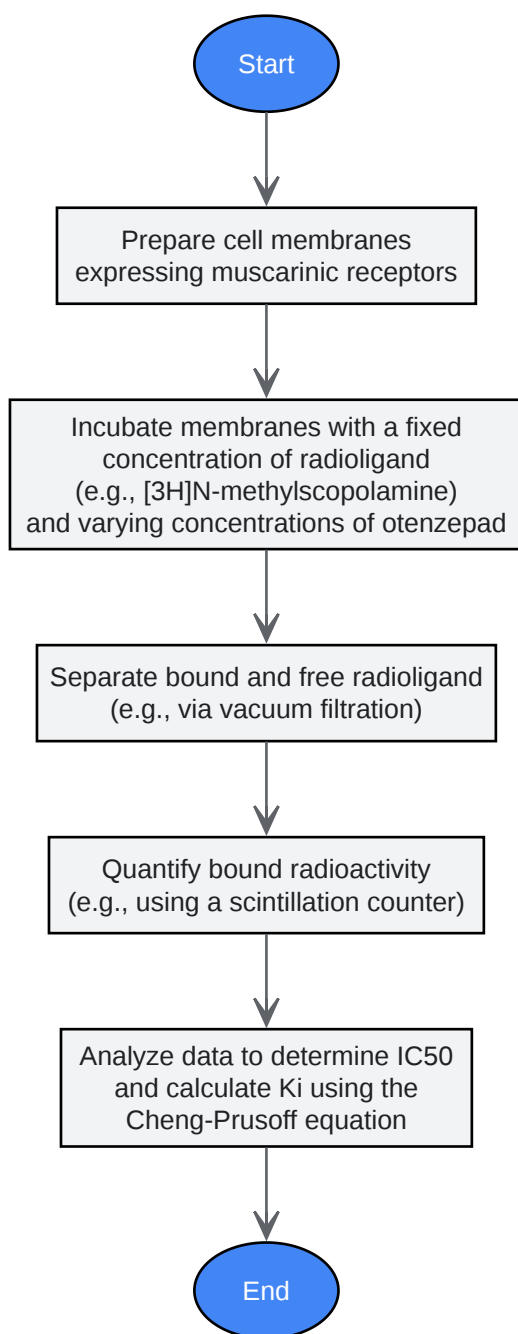 Start
Prepare cell membranes
expressing muscarinic receptors
Incubate membranes with a fixed
concentration of radioligand
(e.g., [3H]N-methylscopolamine)
and varying concentrations of otenzepad
Separate bound and free radioligand
(e.g., via vacuum filtration)
Quantify bound radioactivity
(e.g., using a scintillation counter)
Analyze data to determine IC50
and calculate Ki using the
Cheng-Prusoff equation
End